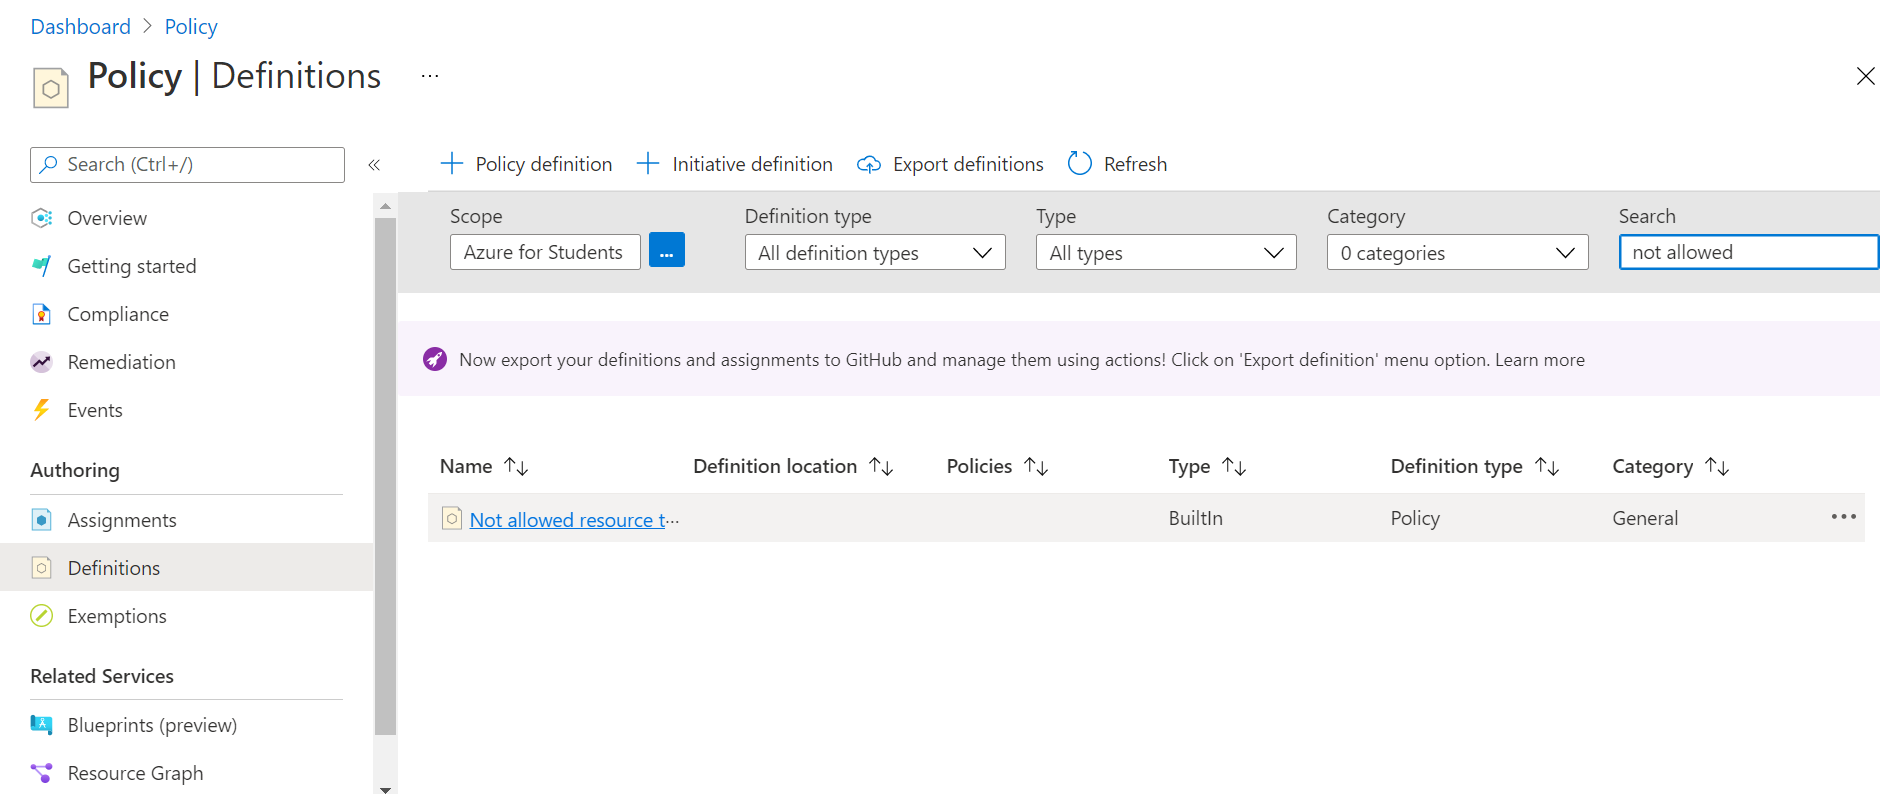 Dashboard > Policy
Policy | Definitions ...
Search (Ctrl+/) «
Overview
Getting started
Compliance
Remediation
Events
Authoring
Assignments
Definitions
Exemptions
Related Services
Blueprints (preview)
Resource Graph
+ Policy definition + Initiative definition Export definitions Refresh
Scope Definition type Type Category Search
Azure for Students ... All definition types All types 0 categories not allowed
Now export your definitions and assignments to GitHub and manage them using actions! Click on 'Export definition' menu option. Learn more
Name ↑↓ Definition location ↑↓ Policies ↑↓ Type ↑↓ Definition type ↑↓ Category ↑↓
Not allowed resource t... BuiltIn Policy General ...